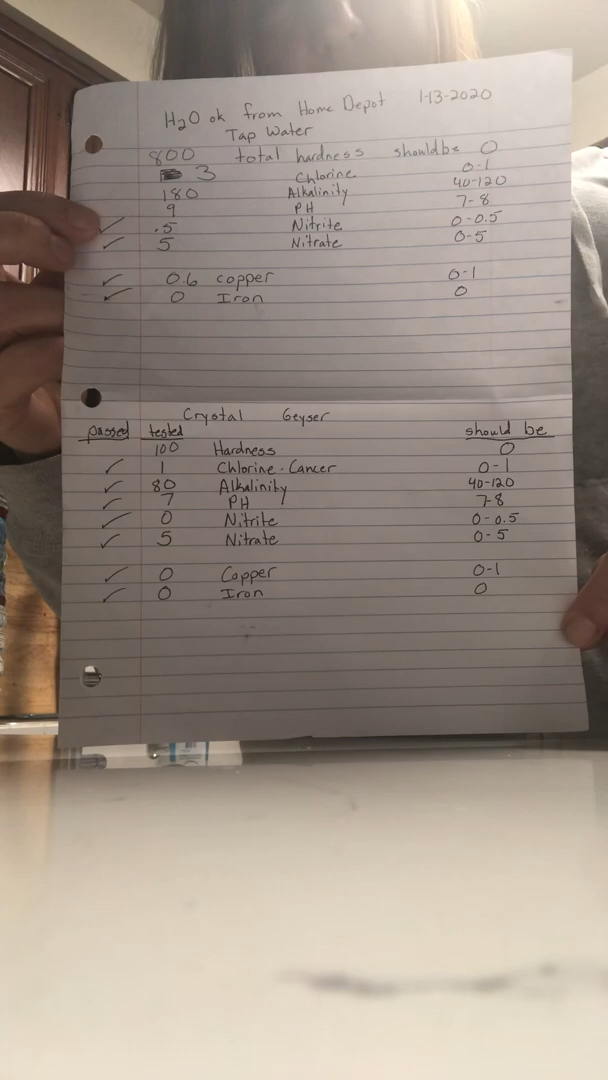 H2O ok from Home Depot 1-13-2020
Tap Water
800 total hardness should be 0
3 Chlorine 0-1
180 Alkalinity 40-120
9 PH 7-8
✓ .5 Nitrite 0-0.5
✓ 5 Nitrate 0-5
✓ 0.6 copper 0-1
✓ 0 Iron 0
Crystal Geyser
passed tested should be
100 Hardness 0
✓ 1 Chlorine - Cancer 0-1
✓ 80 Alkalinity 40-120
✓ 7 PH 7-8
✓ 0 Nitrite 0-0.5
✓ 5 Nitrate 0-5
✓ 0 Copper 0-1
✓ 0 Iron 0